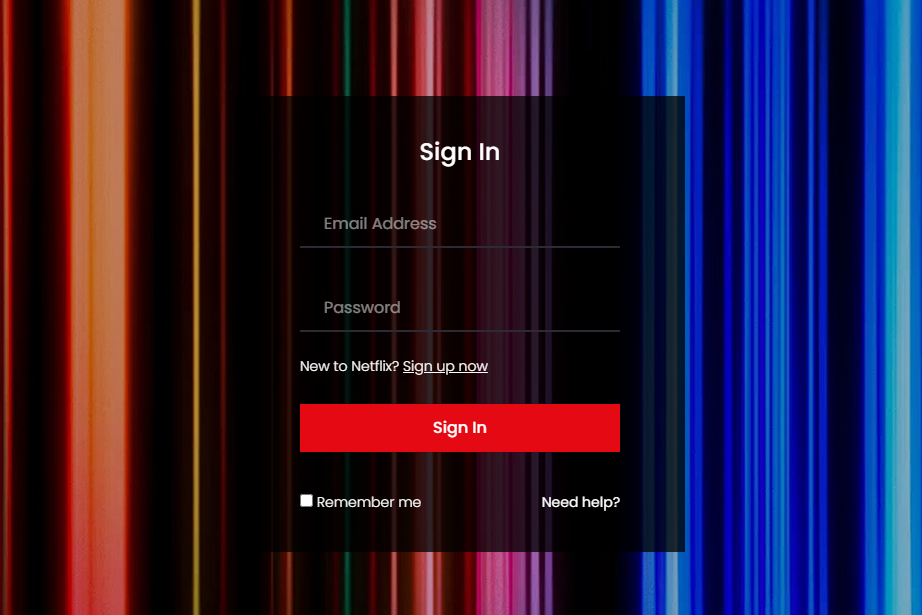 Sign In
Email Address
Password
New to Netflix? Sign up now
Sign In
Remember me
Need help?